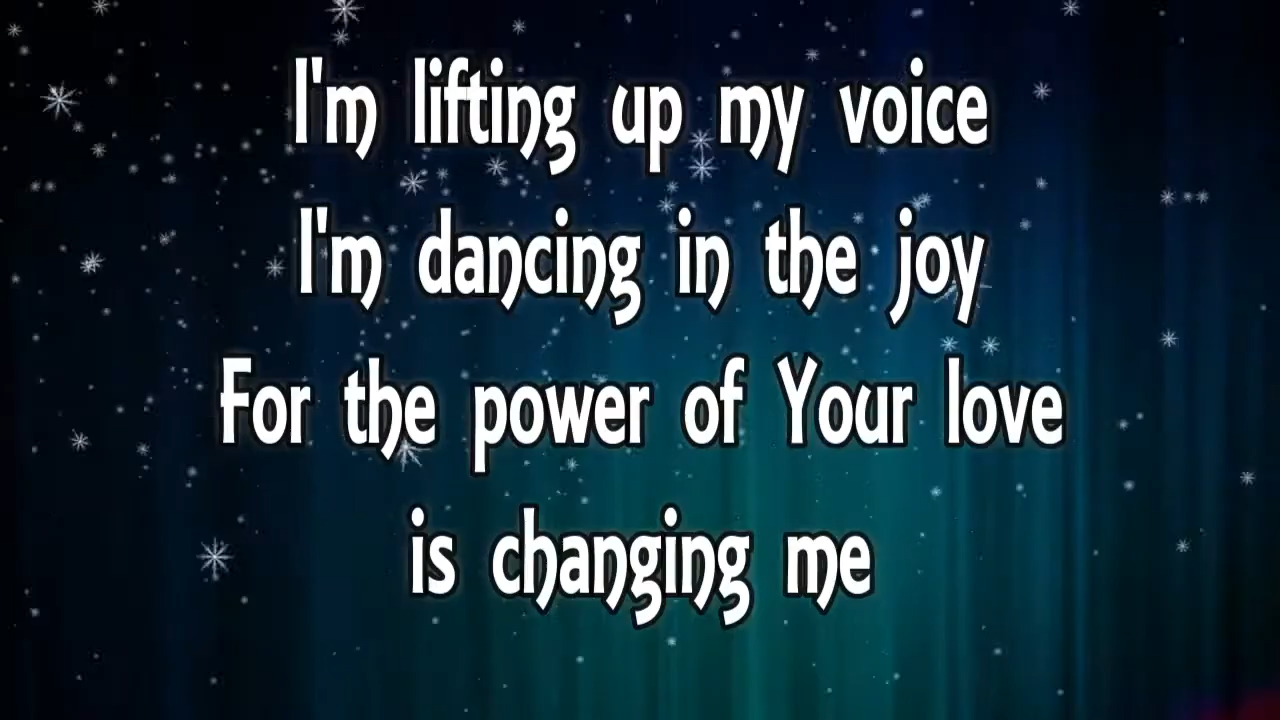 I'm lifting up my voice
I'm dancing in the joy
For the power of Your love
is changing me